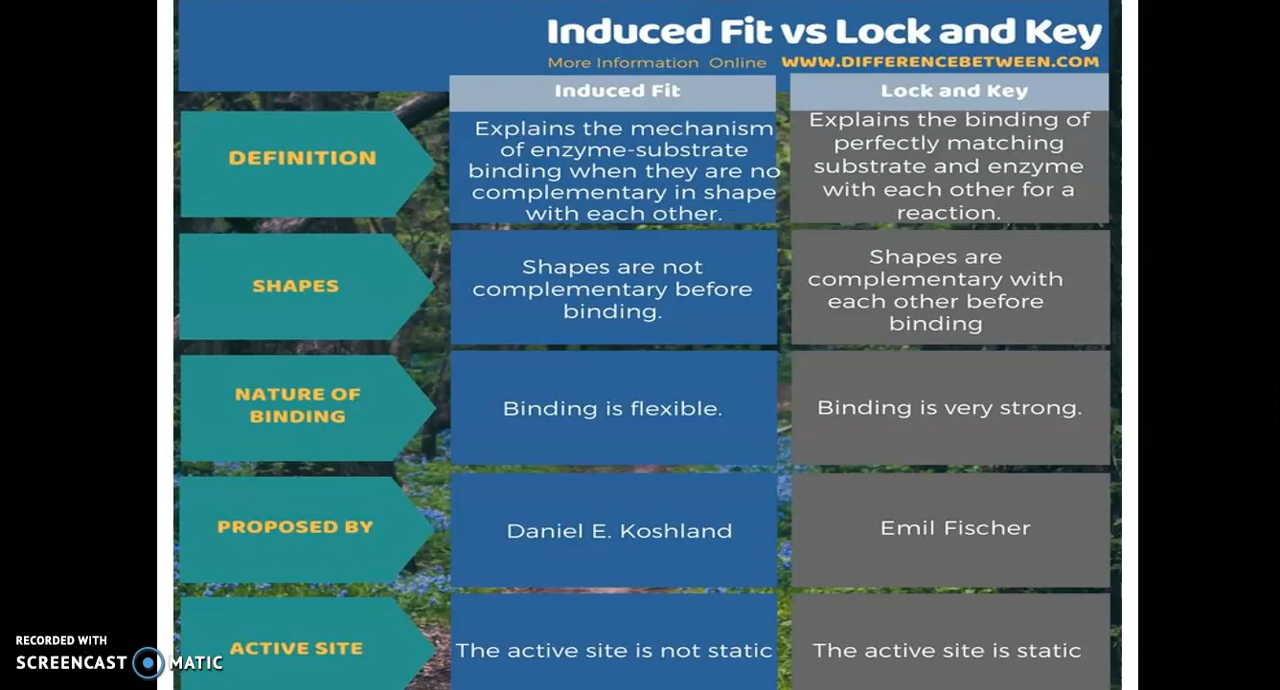 Induced Fit vs Lock and Key
More Information Online WWW.DIFFERENCEBETWEEN.COM
Induced Fit
Lock and Key
DEFINITION
Explains the mechanism
of enzyme-substrate
binding when they are no
complementary in shape
with each other.
Explains the binding of
perfectly matching
substrate and enzyme
with each other for a
reaction.
SHAPES
Shapes are not
complementary before
binding.
Shapes are
complementary with
each other before
binding
NATURE OF
BINDING
Binding is flexible.
Binding is very strong.
PROPOSED BY
Daniel E. Koshland
Emil Fischer
ACTIVE SITE
The active site is not static
The active site is static
RECORDED WITH
SCREENCAST MATIC